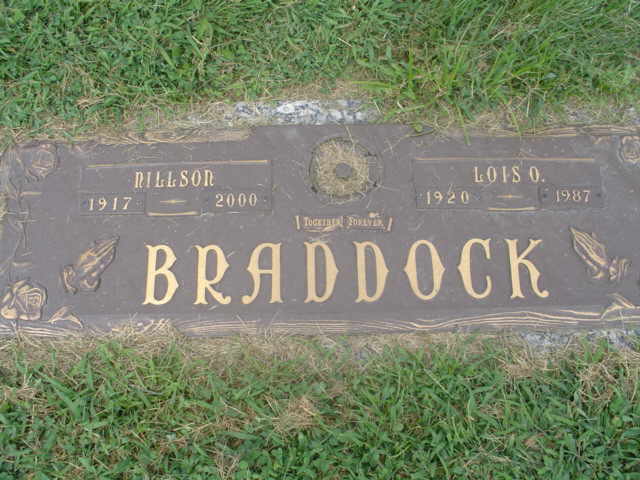 NILLSON
1917 2000
LOIS O.
1920 1987
TOGETHER FOREVER
BRADDOCK